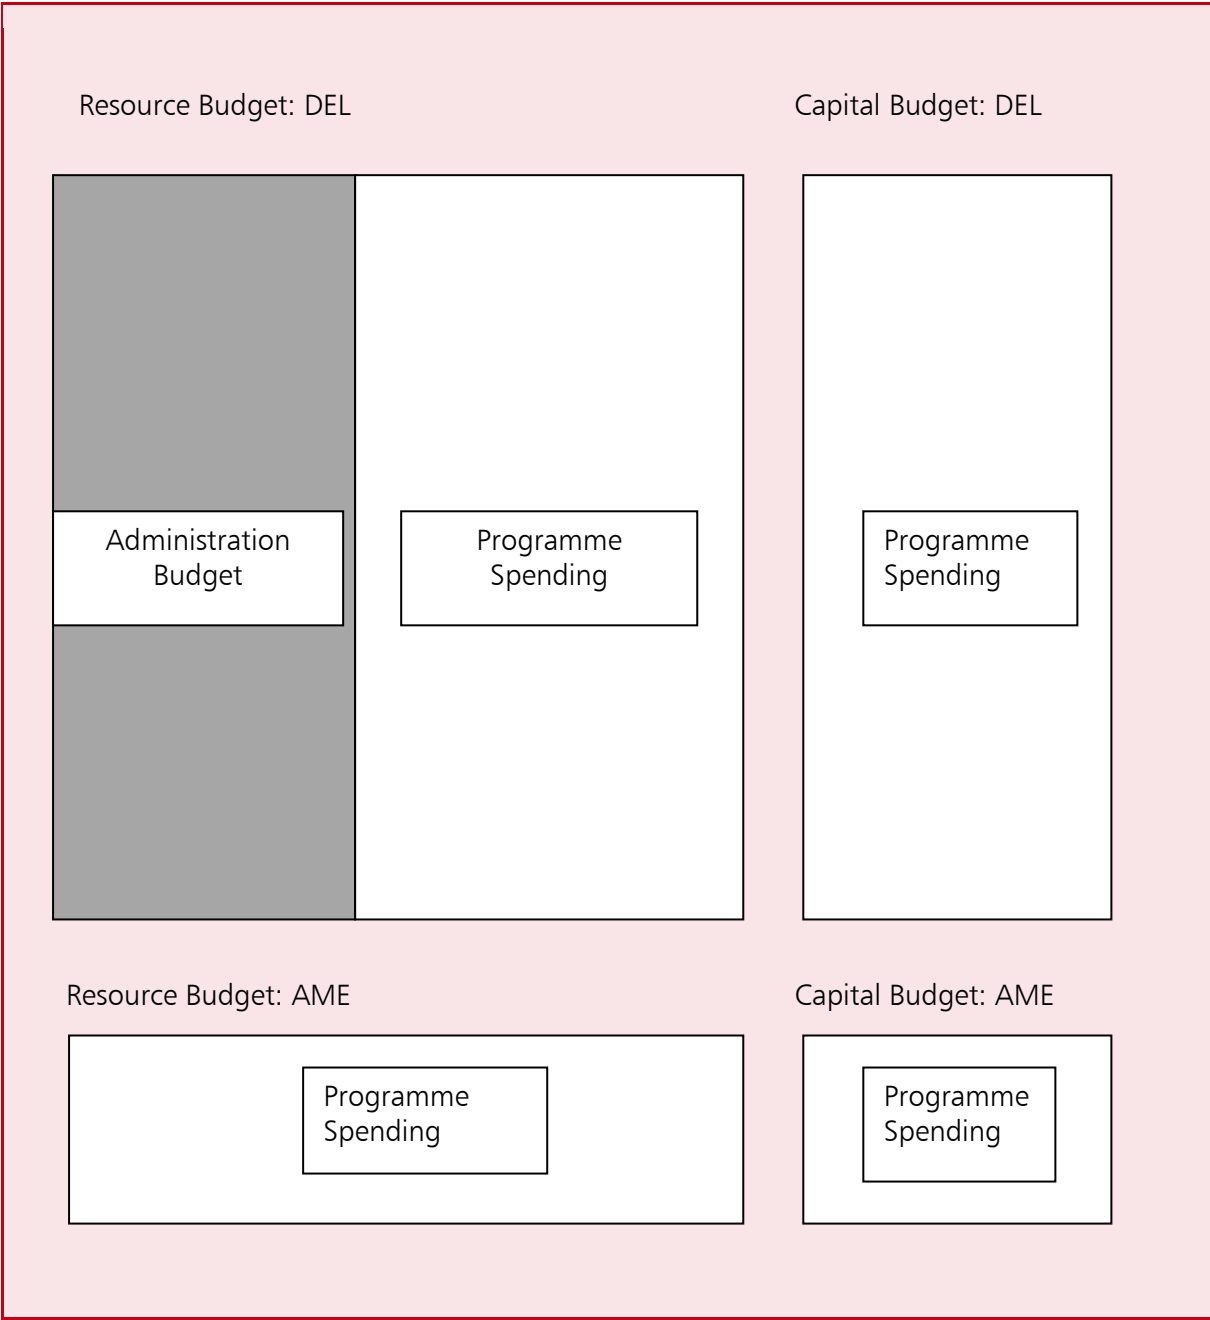 Resource Budget: DEL
Capital Budget: DEL
Administration
Budget
Programme
Spending
Programme
Spending
Resource Budget: AME
Capital Budget: AME
Programme
Spending
Programme
Spending